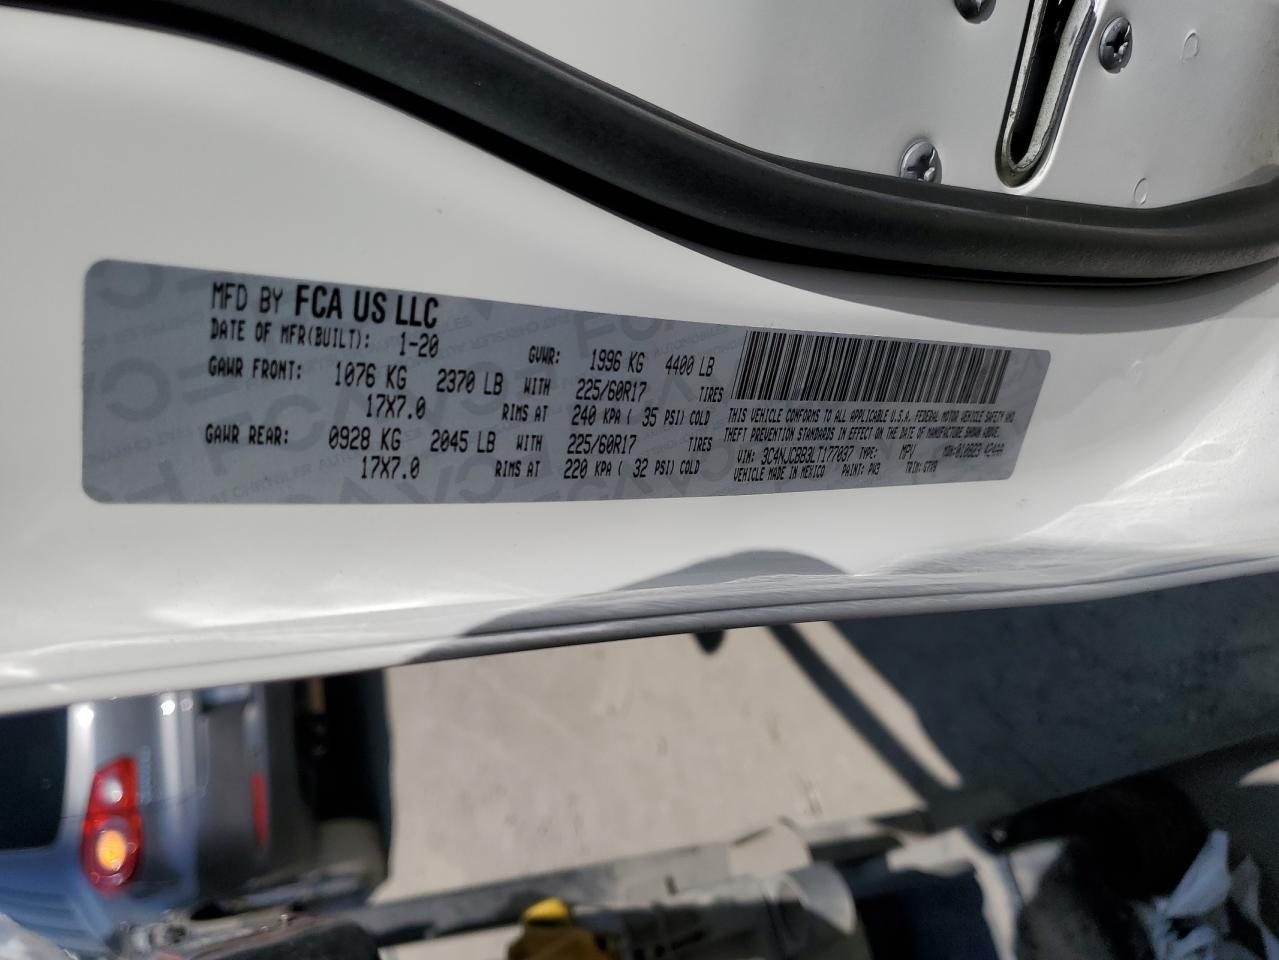 MFD BY FCA US LLC
DATE OF MFR(BUILT): 1-20 GVWR: 1996 KG 4400 LB
GAWR FRONT: 1076 KG 2370 LB WITH 225/60R17 TIRES
17X7.0 RIMS AT 240 KPA ( 35 PSI) COLD
GAWR REAR: 0928 KG 2045 LB WITH 225/60R17 TIRES
17X7.0 RIMS AT 220 KPA ( 32 PSI) COLD
THIS VEHICLE CONFORMS TO ALL APPLICABLE U.S.A. FEDERAL MOTOR VEHICLE SAFETY AND
THEFT PREVENTION STANDARDS IN EFFECT ON THE DATE OF MANUFACTURE SHOWN ABOVE.
VIN: 3C4NJCBB3LT177037 TYPE: MPV MDH:
VEHICLE MADE IN MEXICO PAINT: PW3 TRIM: